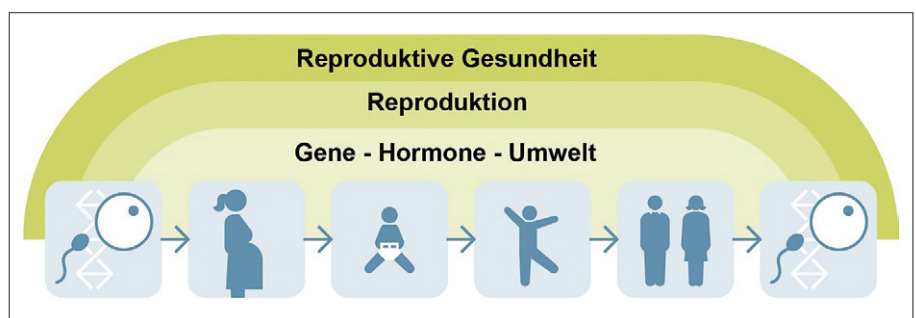 Reproduktive Gesundheit
Reproduktion
Gene - Hormone - Umwelt